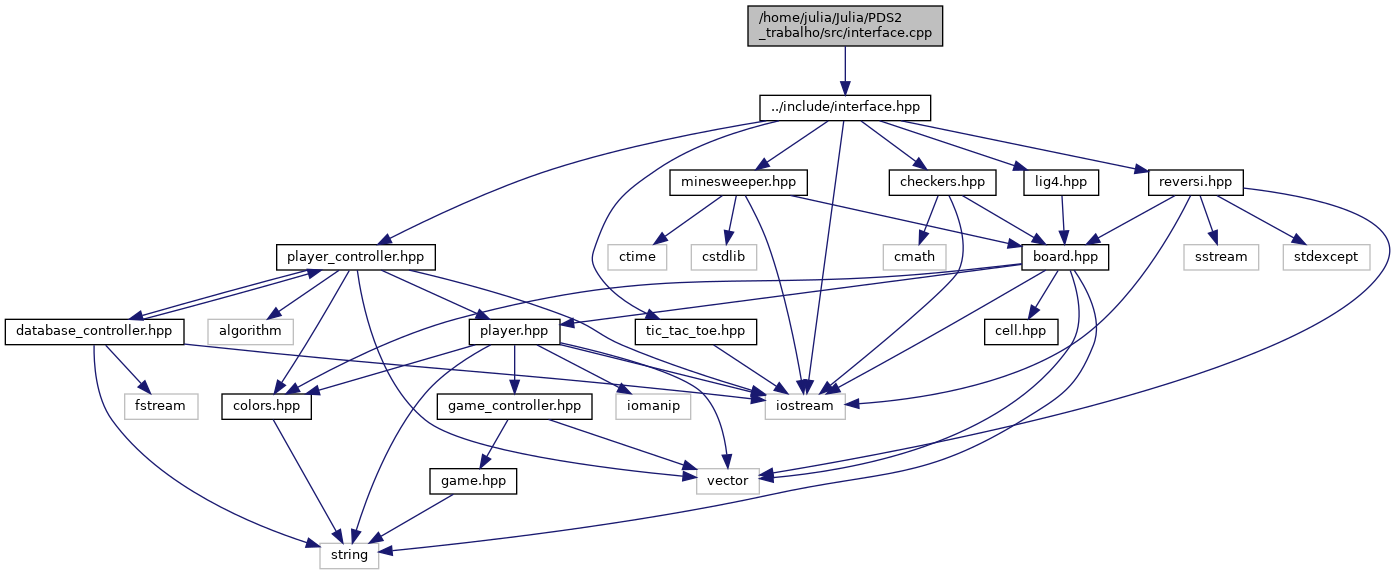 /home/julia/Julia/PDS2
_trabalho/src/interface.cpp
../include/interface.hpp
minesweeper.hpp
checkers.hpp
lig4.hpp
reversi.hpp
player_controller.hpp
ctime
cstdlib
cmath
board.hpp
sstream
stdexcept
database_controller.hpp
algorithm
player.hpp
tic_tac_toe.hpp
cell.hpp
fstream
colors.hpp
game_controller.hpp
iomanip
iostream
game.hpp
vector
string